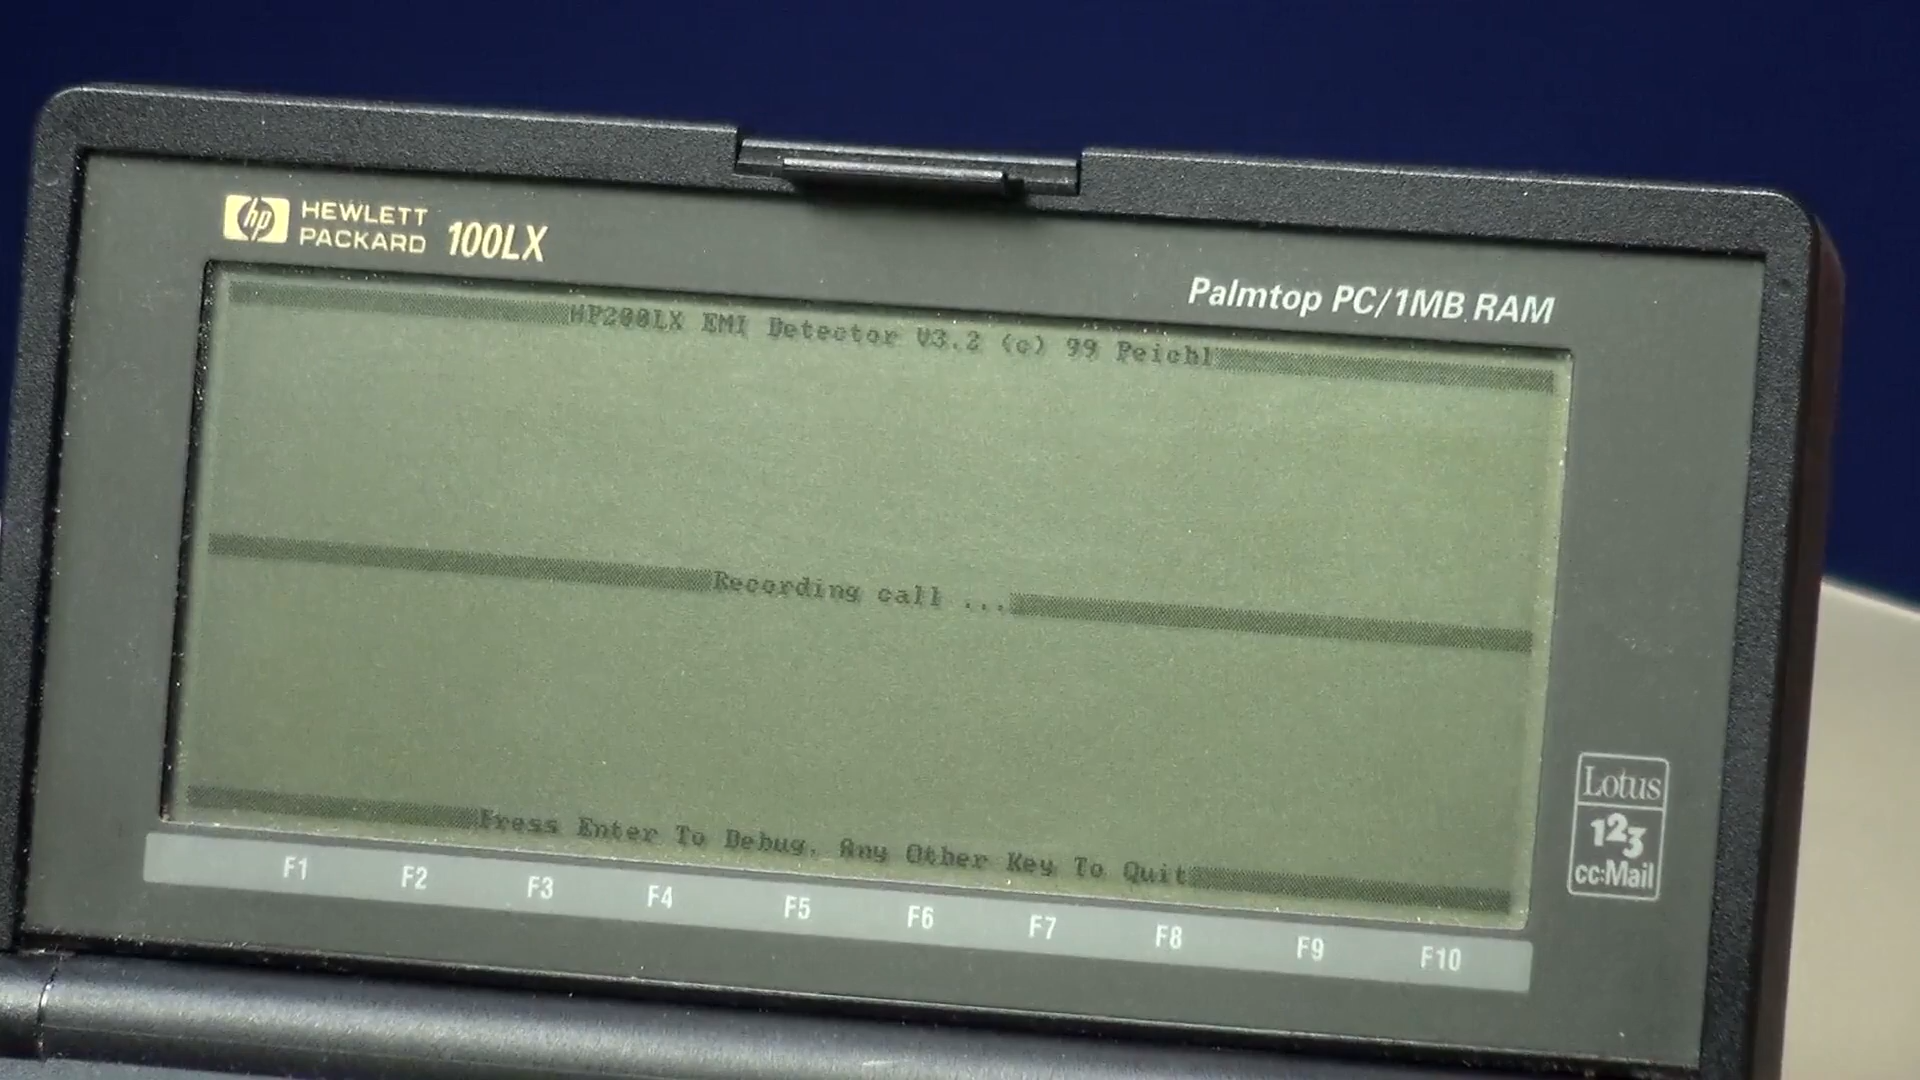 hp HEWLETT PACKARD 100LX
Palmtop PC/1MB RAM
HP200LX EMI Detector V3.2 (c) 99 Peichl
Recording call ...
Press Enter To Debug, Any Other Key To Quit
F1 F2 F3 F4 F5 F6 F7 F8 F9 F10
Lotus
123
cc:Mail